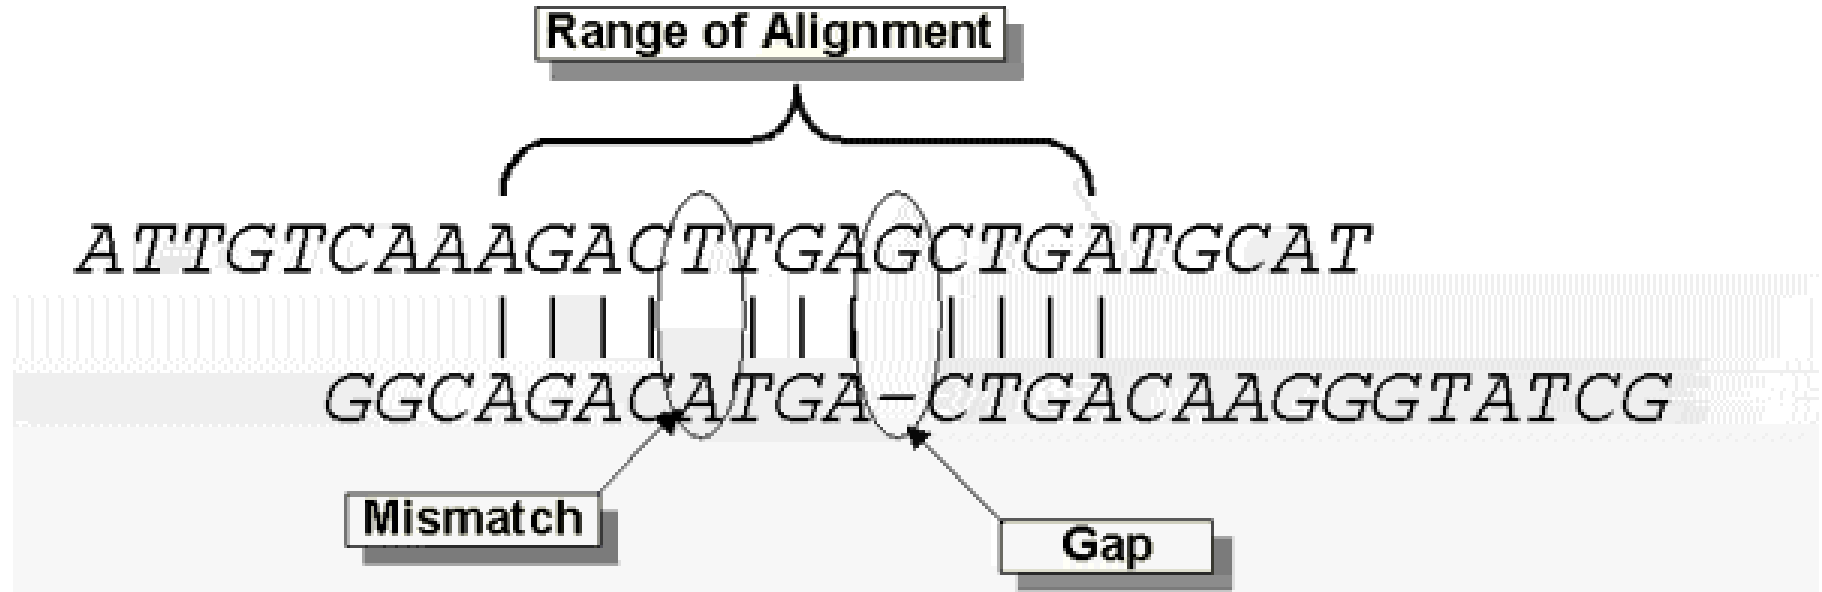 Range of Alignment
ATTGTCAAAGACTTGAGCTGATGCAT
GGCAGACATGA–CTGACAAGGGTATCG
Mismatch
Gap